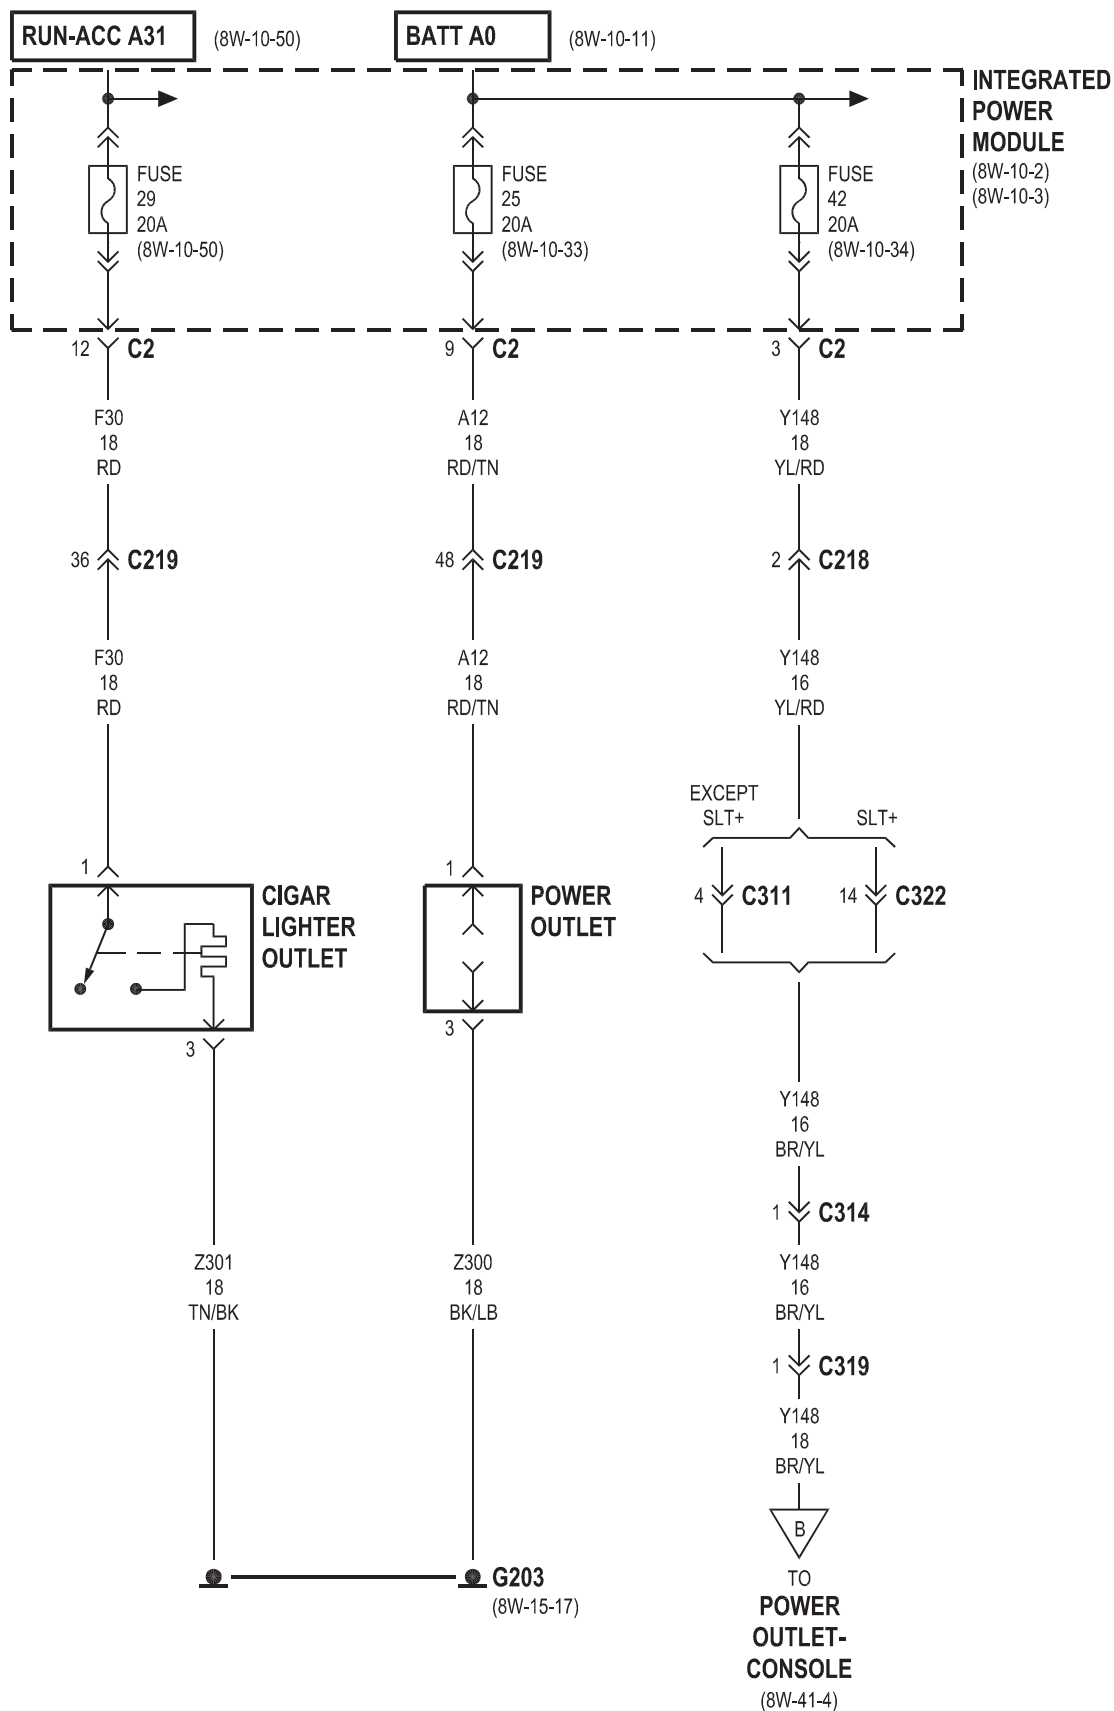 RUN-ACC A31 (8W-10-50)
BATT A0 (8W-10-11)
INTEGRATED
POWER
MODULE
(8W-10-2)
(8W-10-3)
FUSE
29
20A
(8W-10-50)
FUSE
25
20A
(8W-10-33)
FUSE
42
20A
(8W-10-34)
12 C2
9 C2
3 C2
F30
18
RD
A12
18
RD/TN
Y148
18
YL/RD
36 C219
48 C219
2 C218
F30
18
RD
A12
18
RD/TN
Y148
16
YL/RD
EXCEPT
SLT+
SLT+
4 C311
14 C322
1
CIGAR
LIGHTER
OUTLET
3
1
POWER
OUTLET
3
Y148
16
BR/YL
1 C314
Z301
18
TN/BK
Z300
18
BK/LB
Y148
16
BR/YL
1 C319
Y148
18
BR/YL
B
G203
(8W-15-17)
TO
POWER
OUTLET-
CONSOLE
(8W-41-4)